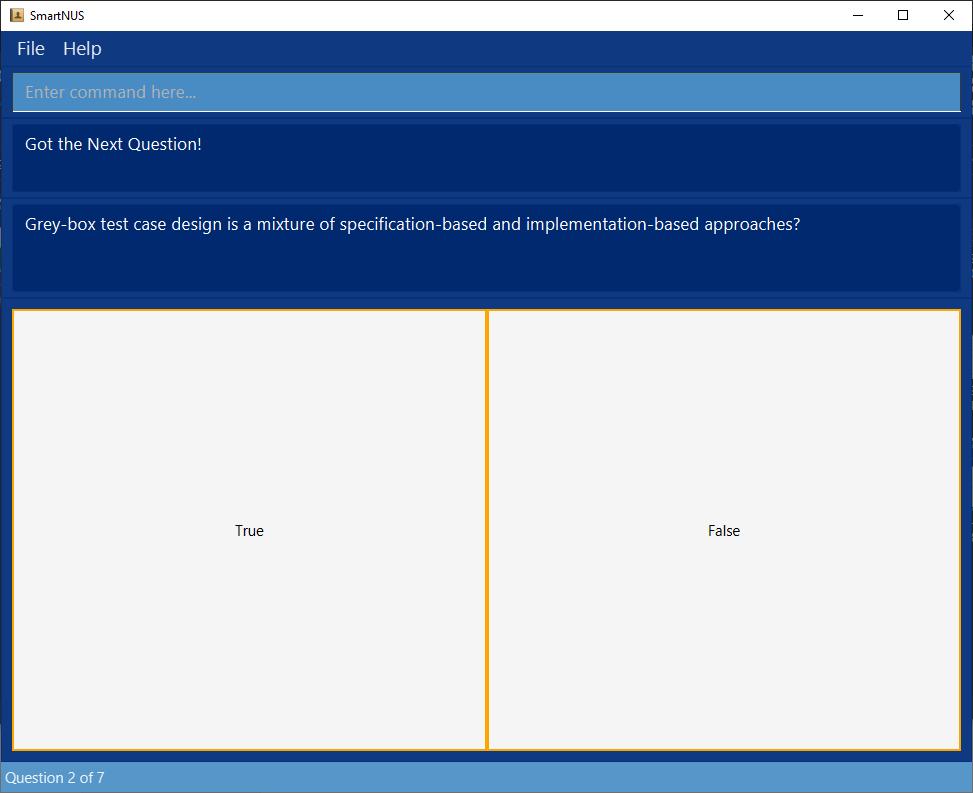 SmartNUS
File Help
Enter command here...
Got the Next Question!
Grey-box test case design is a mixture of specification-based and implementation-based approaches?
True False
Question 2 of 7